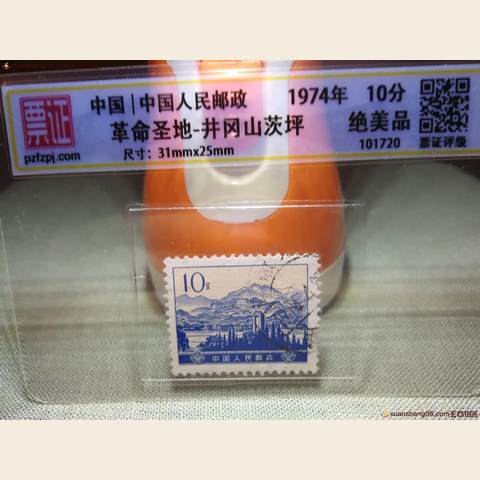 票证
pzfzpj.com
中国|中国人民邮政 1974年 10分
革命圣地-井冈山茨坪 绝美品
尺寸：31mmx25mm 101720 票证评级
10分
中国人民邮政